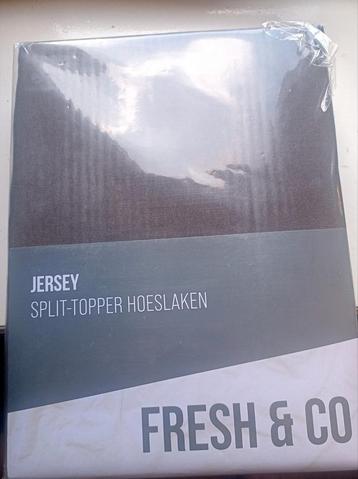 JERSEY
SPLIT-TOPPER HOESLAKEN
FRESH & CO